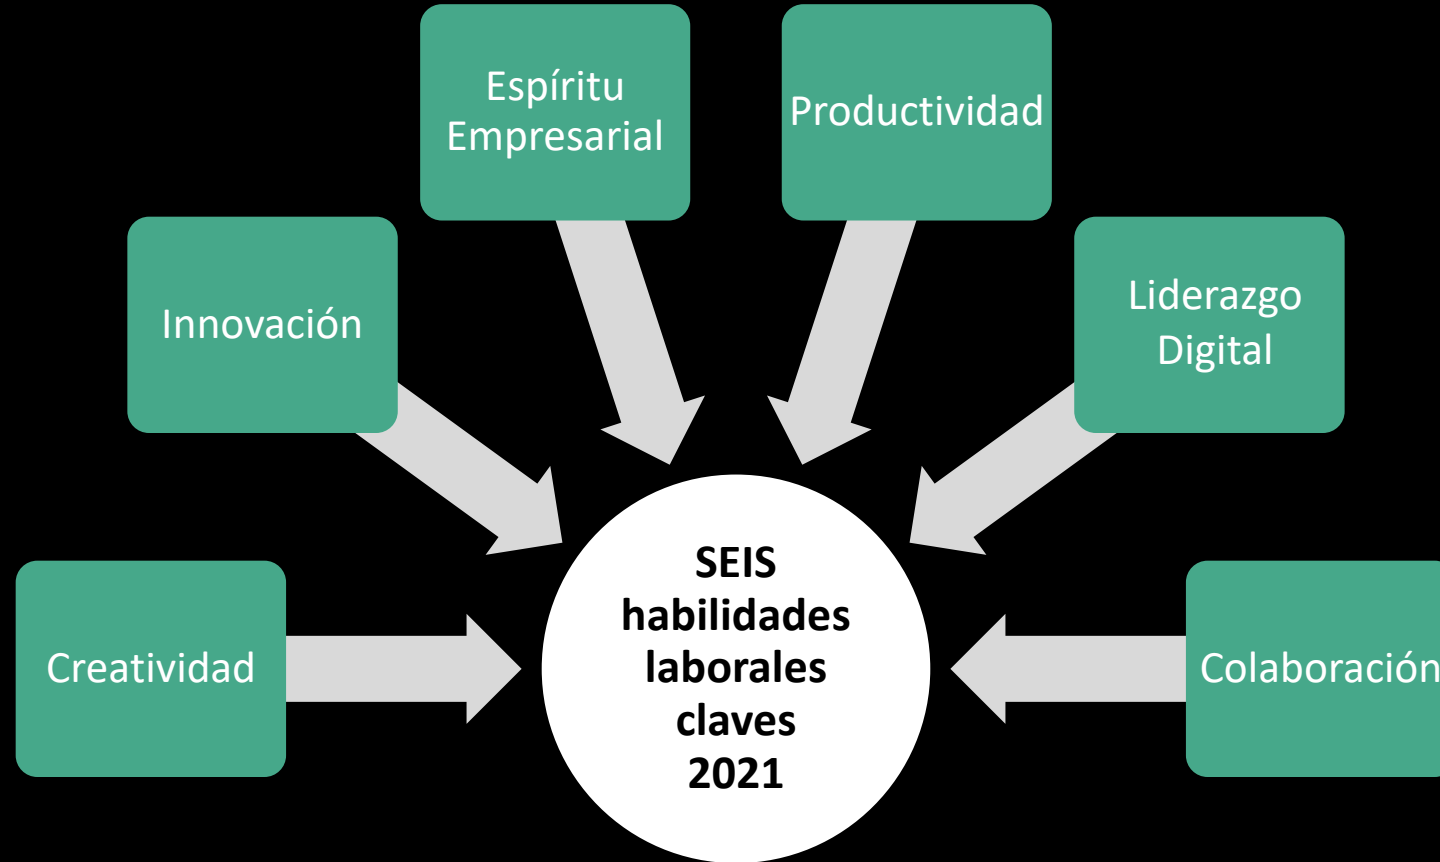 Espíritu
Empresarial
Productividad
Innovación
Liderazgo
Digital
Creatividad
SEIS
habilidades
laborales
claves
2021
Colaboración